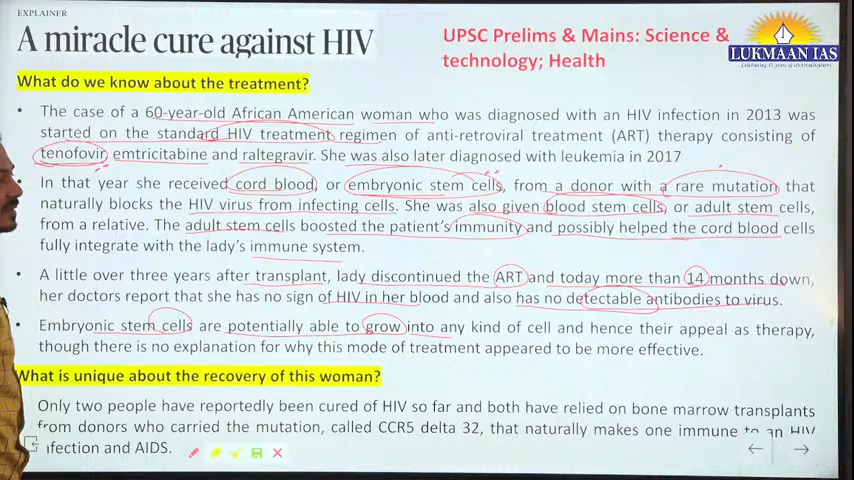 EXPLAINER
A miracle cure against HIV
UPSC Prelims & Mains: Science &
technology; Health
LUKMAAN IAS
What do we know about the treatment?
• The case of a 60-year-old African American woman who was diagnosed with an HIV infection in 2013 was
started on the standard HIV treatment regimen of anti-retroviral treatment (ART) therapy consisting of
tenofovir, emtricitabine and raltegravir. She was also later diagnosed with leukemia in 2017
• In that year she received cord blood, or embryonic stem cells, from a donor with a rare mutation that
naturally blocks the HIV virus from infecting cells. She was also given blood stem cells, or adult stem cells,
from a relative. The adult stem cells boosted the patient's immunity and possibly helped the cord blood cells
fully integrate with the lady's immune system.
• A little over three years after transplant, lady discontinued the ART and today more than 14 months down,
her doctors report that she has no sign of HIV in her blood and also has no detectable antibodies to virus.
• Embryonic stem cells are potentially able to grow into any kind of cell and hence their appeal as therapy,
though there is no explanation for why this mode of treatment appeared to be more effective.
What is unique about the recovery of this woman?
Only two people have reportedly been cured of HIV so far and both have relied on bone marrow transplants
from donors who carried the mutation, called CCR5 delta 32, that naturally makes one immune to an HIV
infection and AIDS.